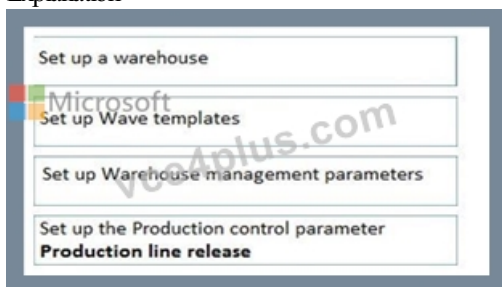 Set up a warehouse
Microsoft
Set up Wave templates
vce4plus.com
Set up Warehouse management parameters
Set up the Production control parameter
Production line release